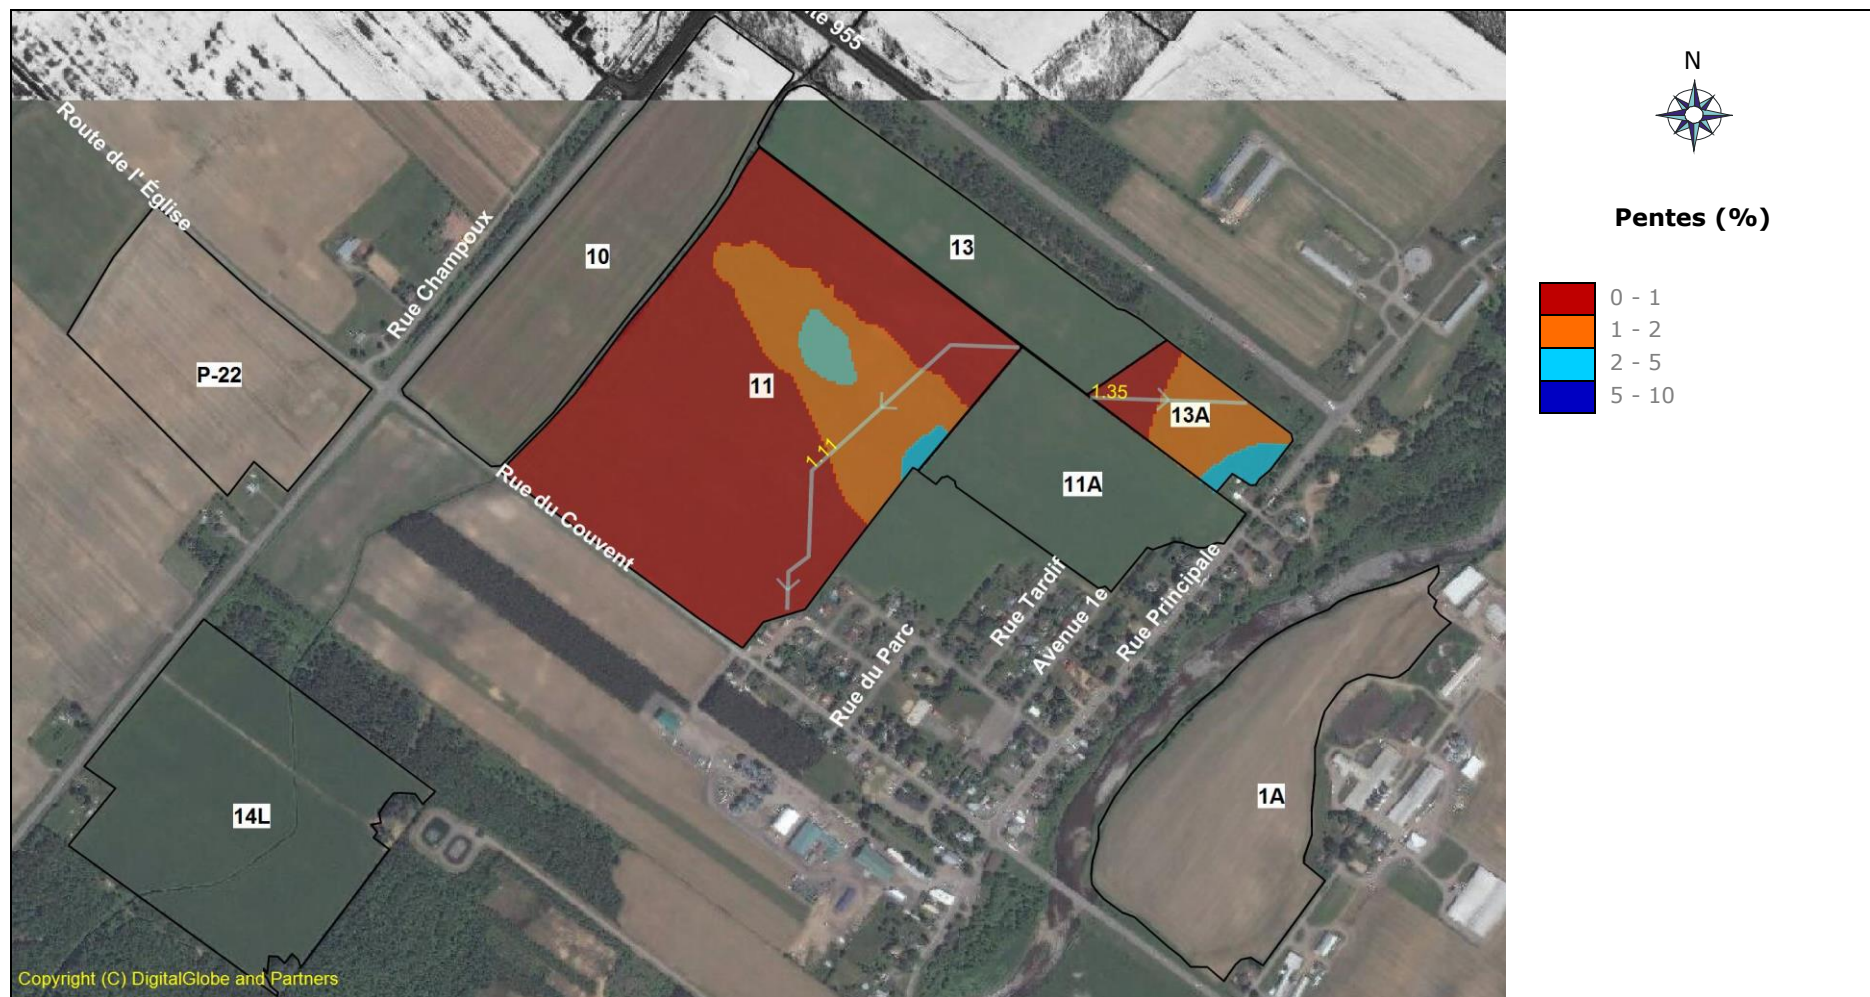 te 955
N
Route de l' Église
Pentes (%)
Rue Champoux
10
13
0 - 1
1 - 2
2 - 5
5 - 10
P-22
11
1.35
13A
1.11
11A
Rue du Couvent
Rue Tardif
Avenue 1e
Rue Principale
Rue du Parc
14L
1A
Copyright (C) DigitalGlobe and Partners